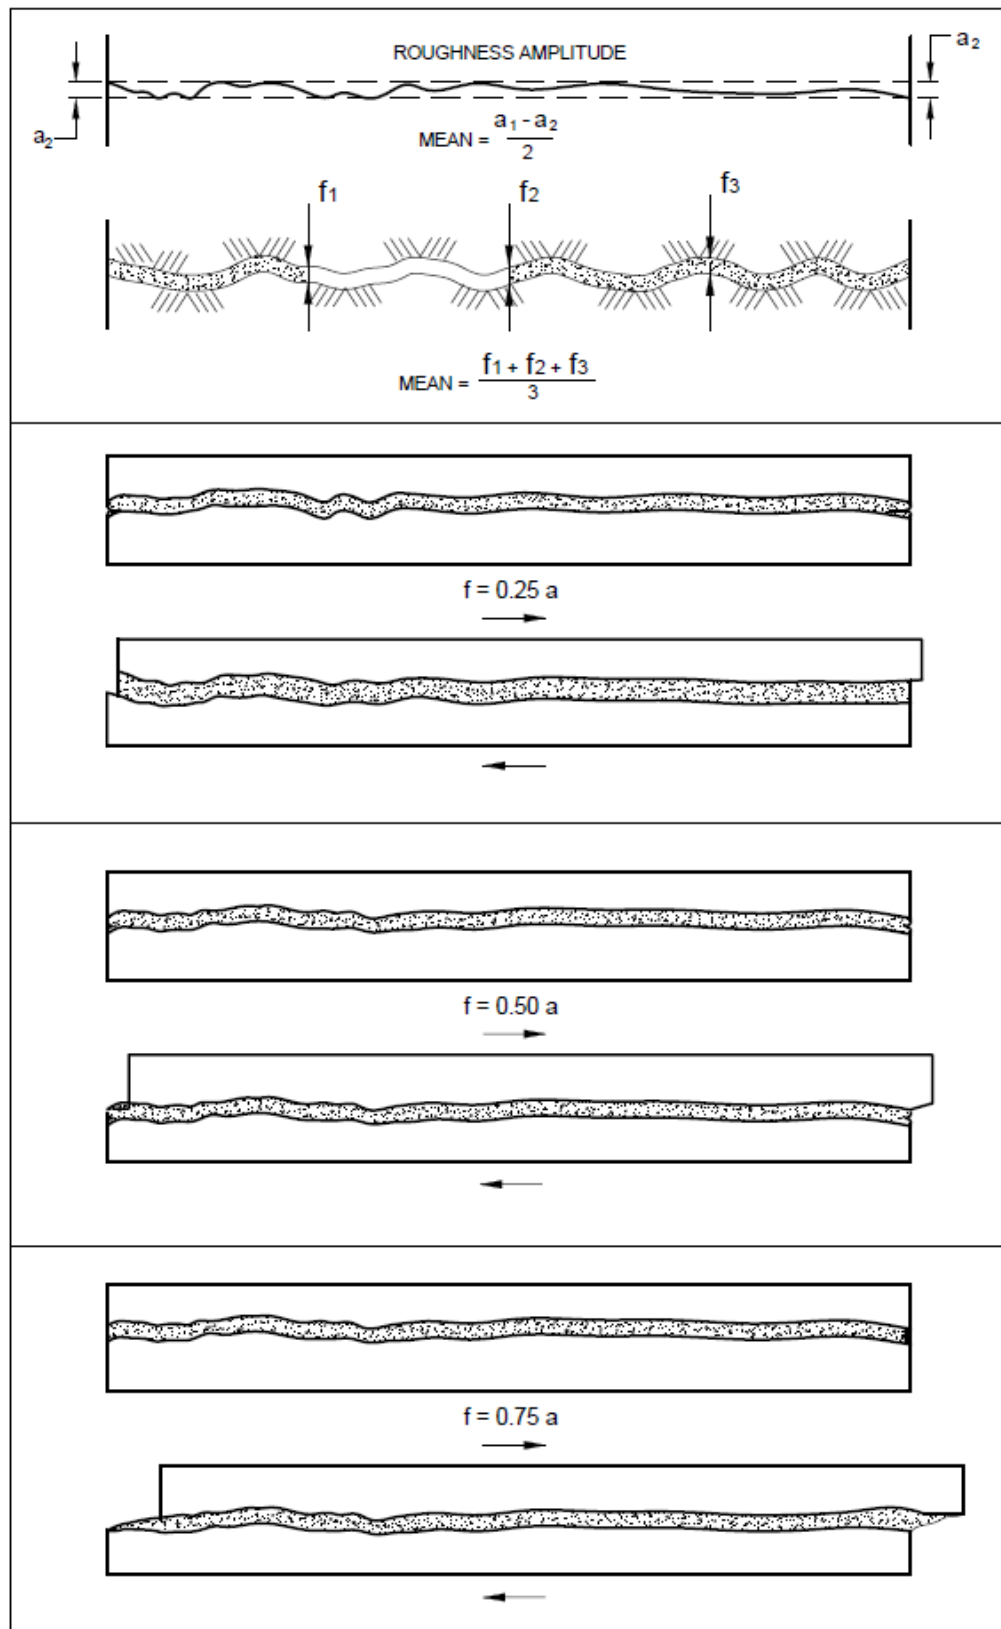 ROUGHNESS AMPLITUDE
a₂
a₂
MEAN = (a₁ - a₂)/2
f₁ f₂ f₃
MEAN = (f₁ + f₂ + f₃)/3
f = 0.25 a
f = 0.50 a
f = 0.75 a